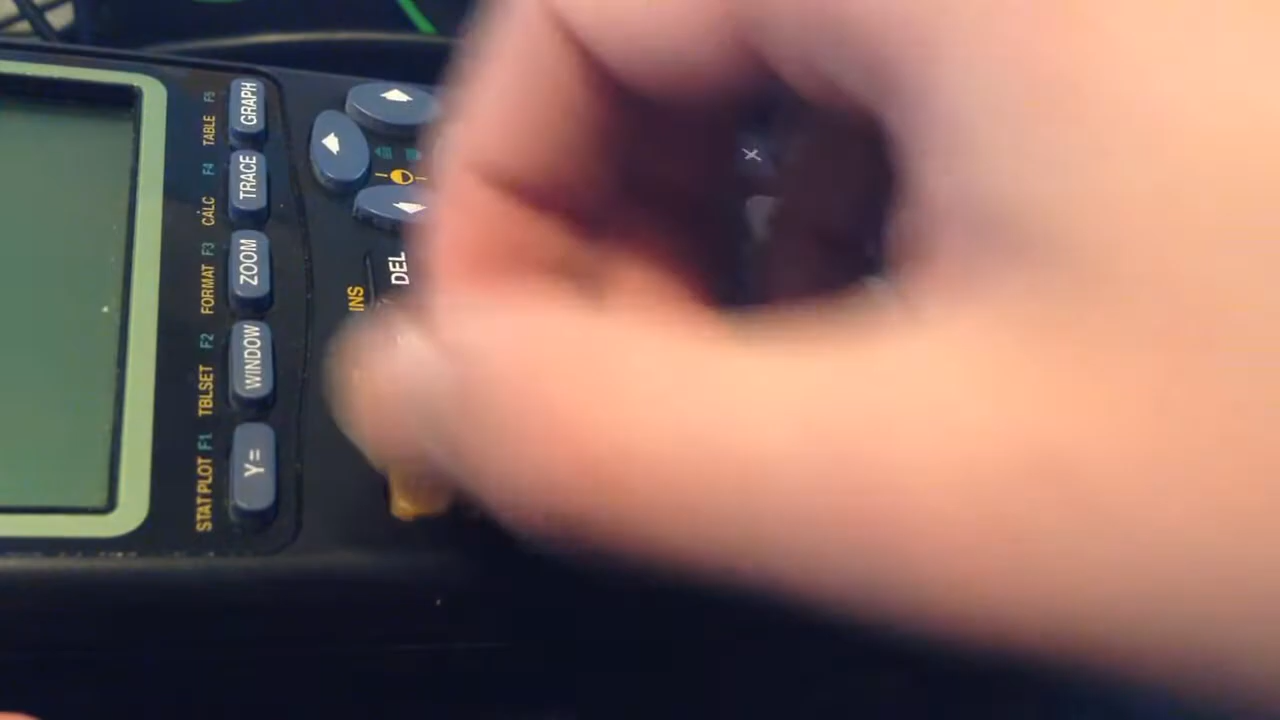 STAT PLOT F1 TBLSET F2 FORMAT F3 CALC F4 TABLE F5
Y= WINDOW ZOOM TRACE GRAPH
INS
DEL
X